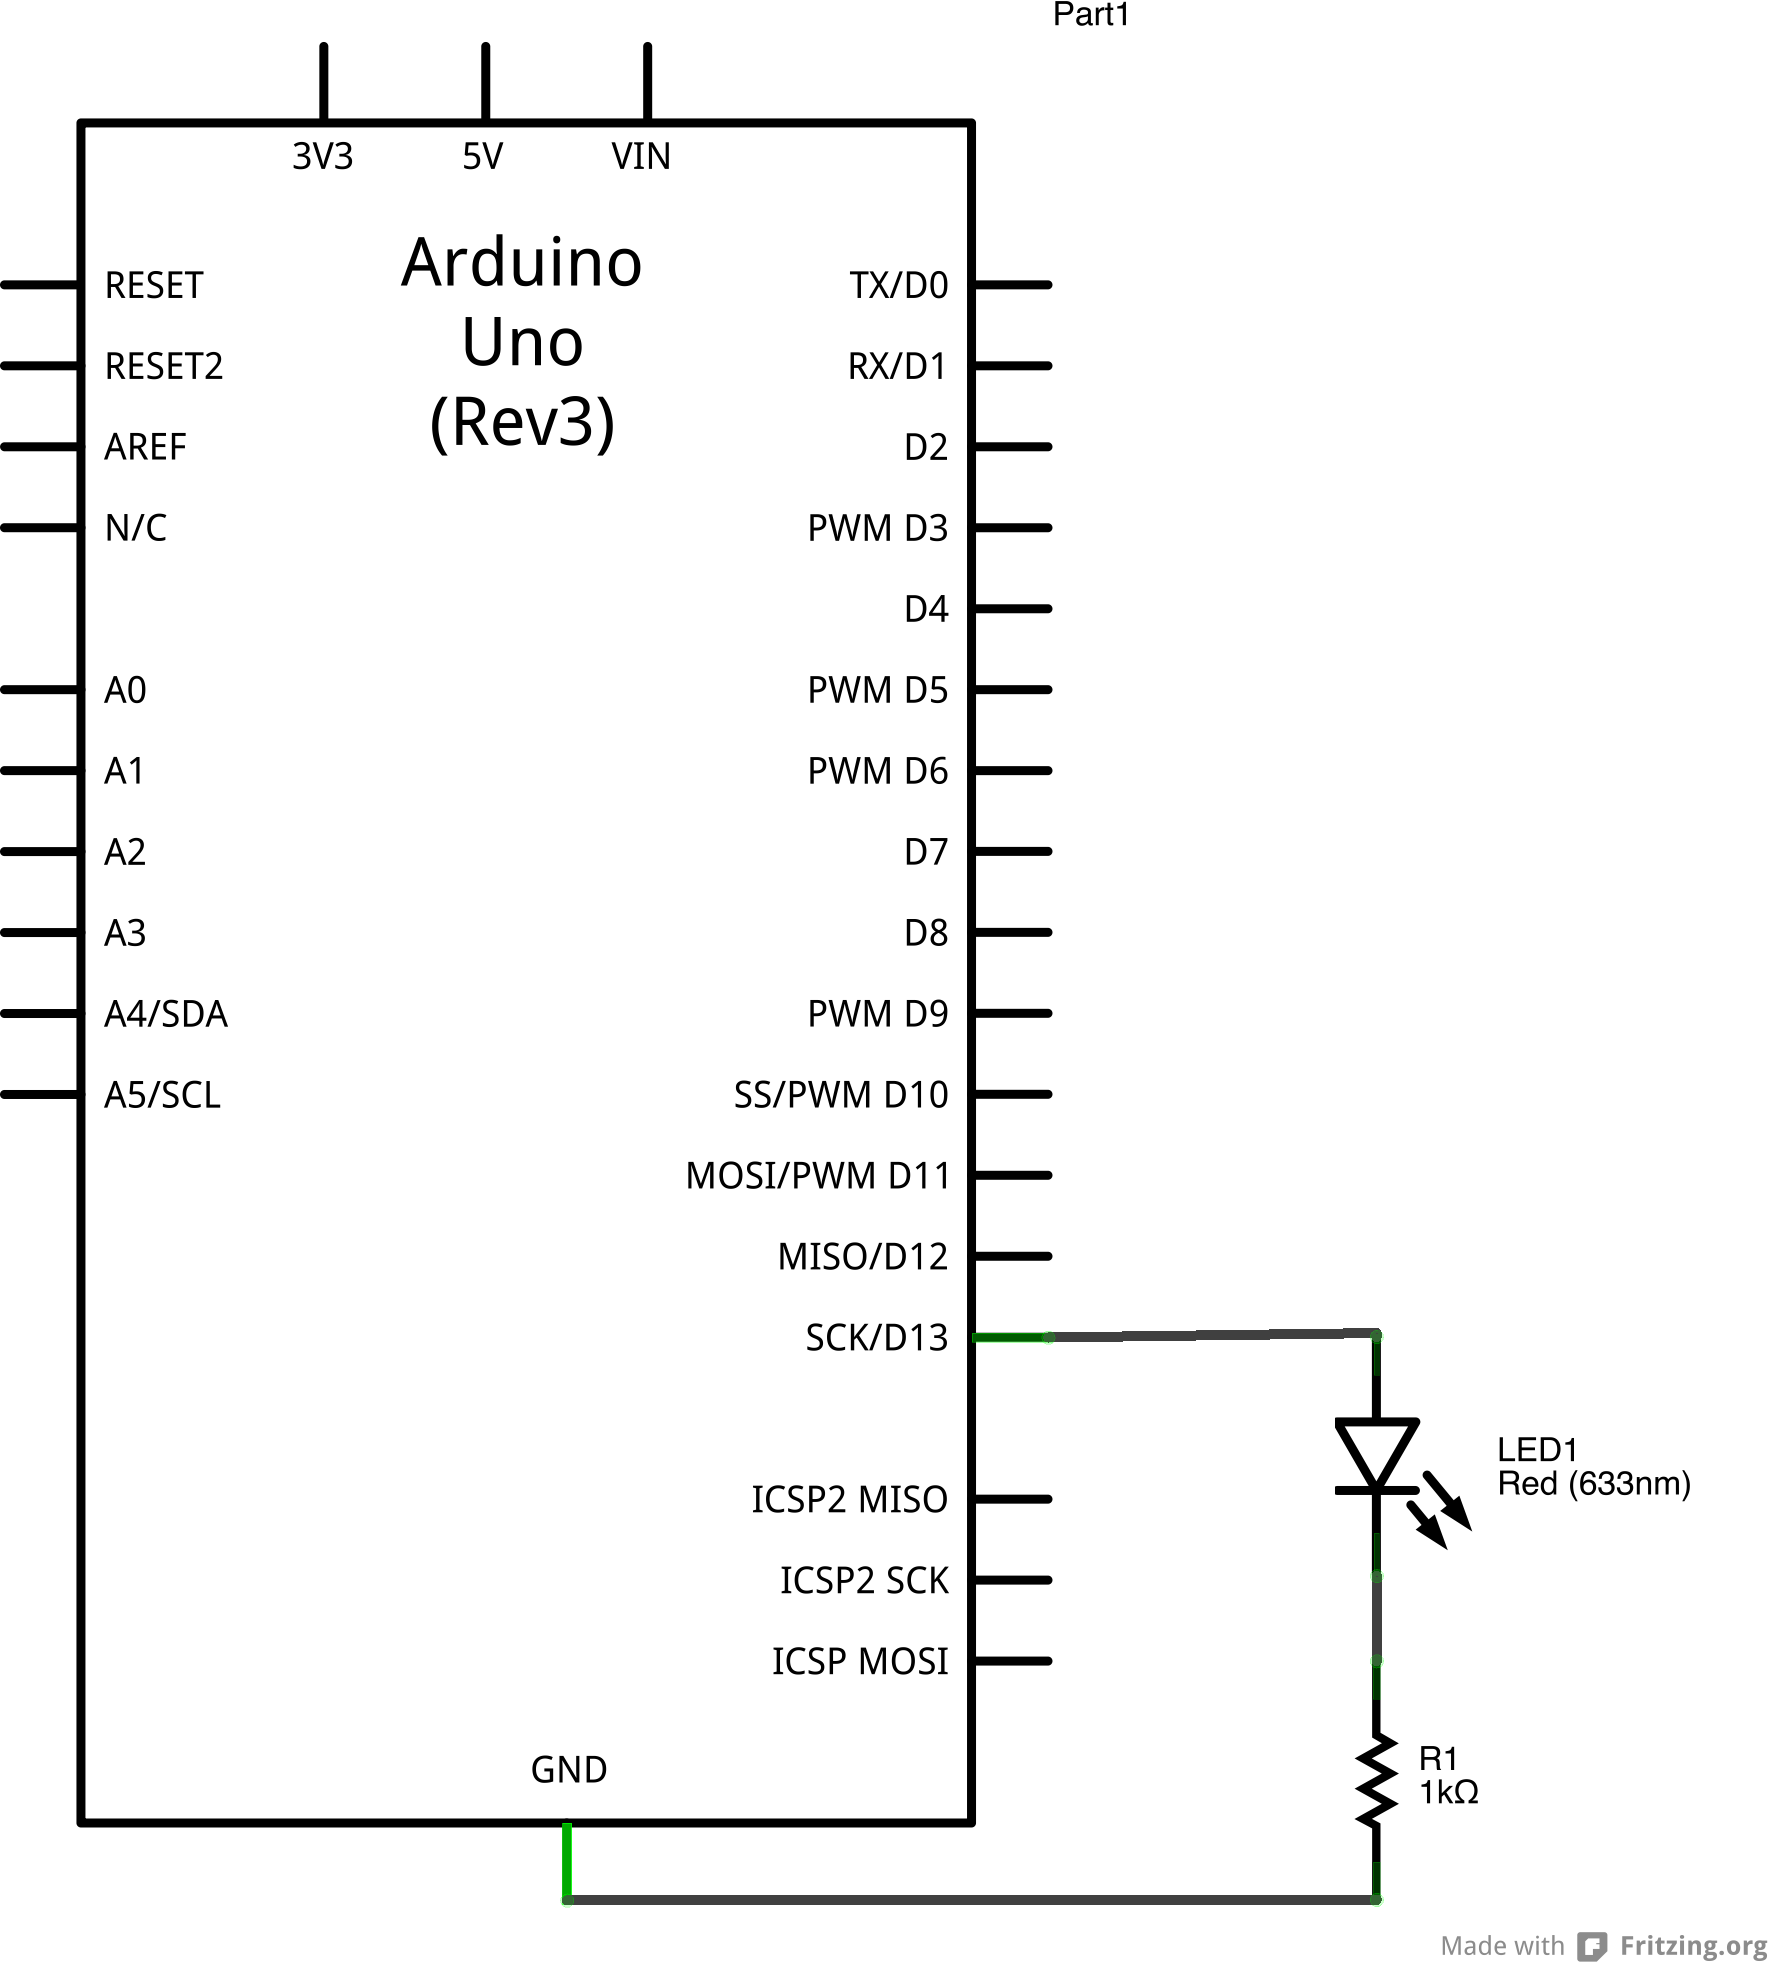 Part1
3V3 5V VIN
Arduino
Uno
(Rev3)
RESET
RESET2
AREF
N/C
A0
A1
A2
A3
A4/SDA
A5/SCL
TX/D0
RX/D1
D2
PWM D3
D4
PWM D5
PWM D6
D7
D8
PWM D9
SS/PWM D10
MOSI/PWM D11
MISO/D12
SCK/D13
ICSP2 MISO
ICSP2 SCK
ICSP MOSI
GND
LED1
Red (633nm)
R1
1kΩ
Made with Fritzing.org